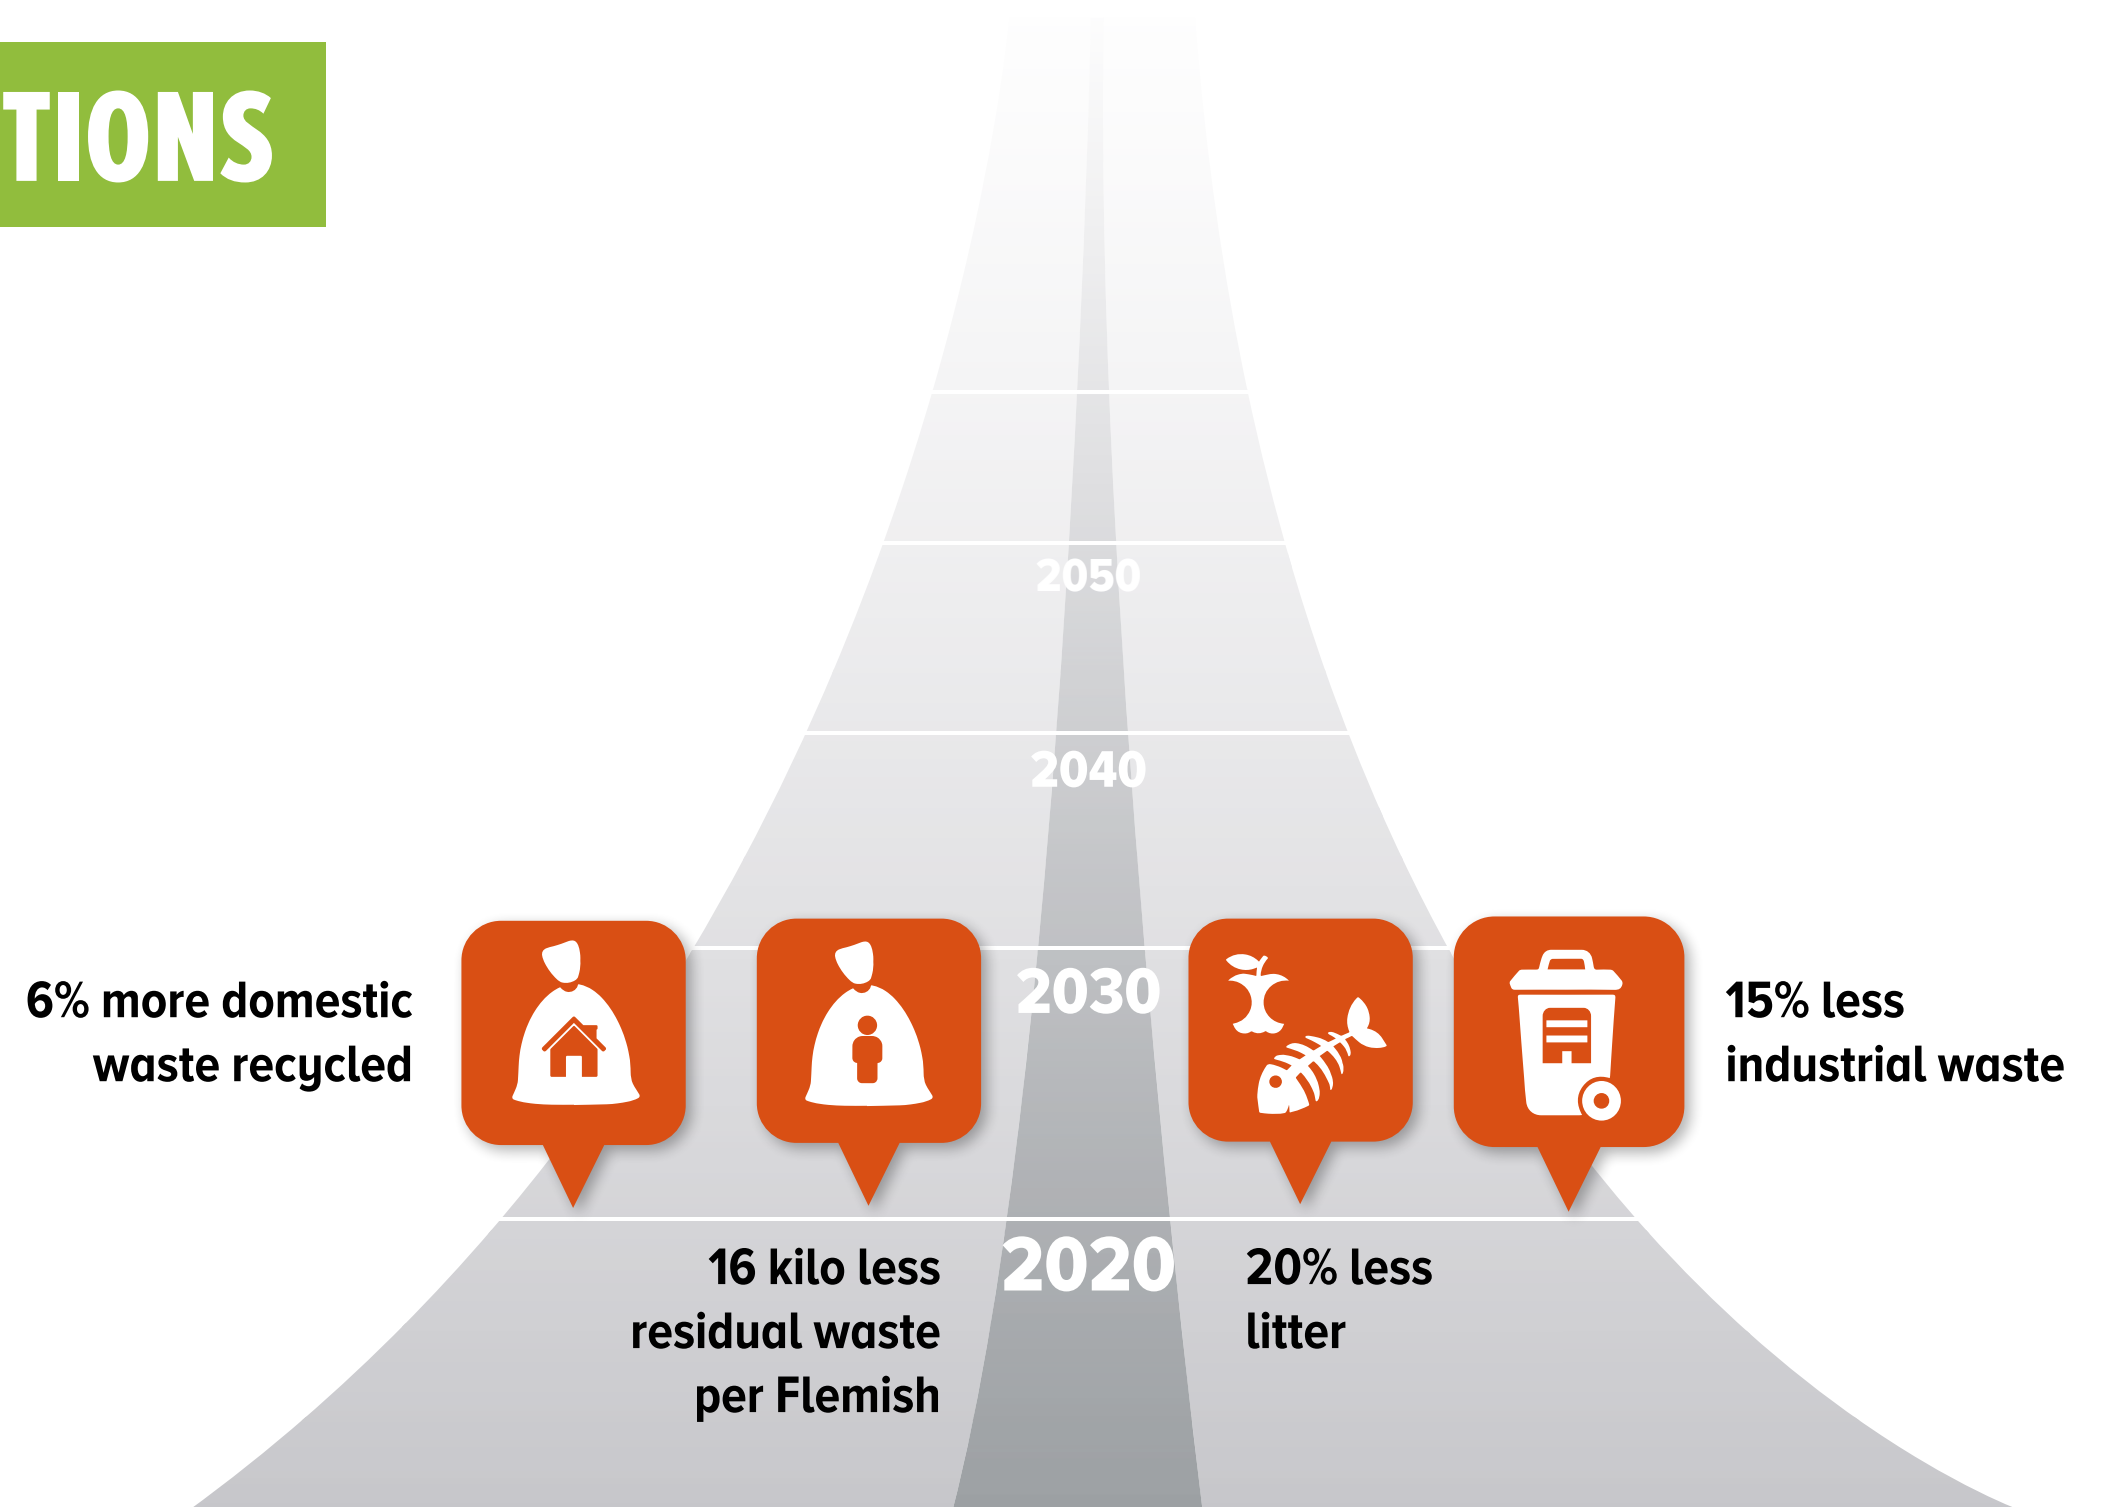 TIONS
2050
2040
2030
6% more domestic
waste recycled
15% less
industrial waste
2020
16 kilo less
residual waste
per Flemish
20% less
litter